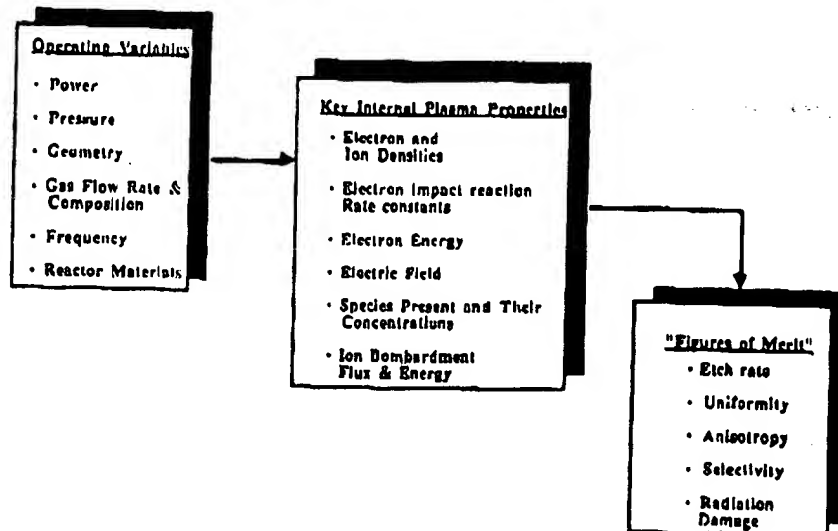 Operating Variables
• Power
• Pressure
• Geometry
• Gas Flow Rate &
Composition
• Frequency
• Reactor Materials
Key Internal Plasma Properties
• Electron and
Ion Densities
• Electron Impact reaction
Rate constants
• Electron Energy
• Electric Field
• Species Present and Their
Concentrations
• Ion Bombardment
Flux & Energy
"Figures of Merit"
• Etch rate
• Uniformity
• Anisotropy
• Selectivity
• Radiation
Damage